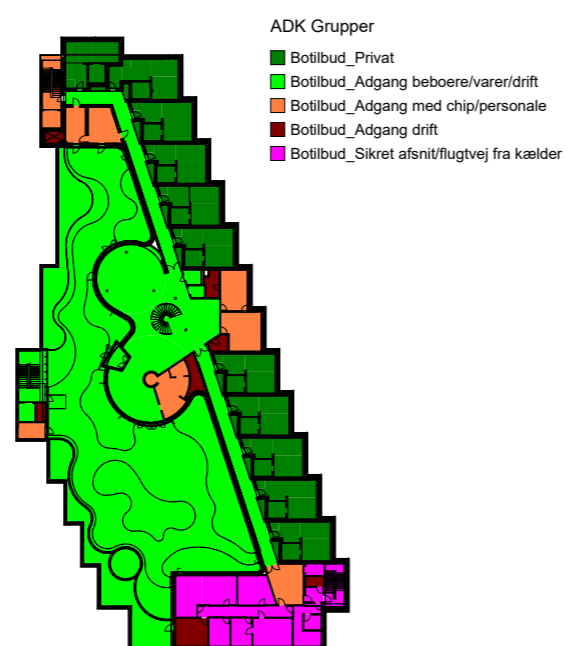 ADK Grupper
Botilbud_Privat
Botilbud_Adgang beboere/varer/drift
Botilbud_Adgang med chip/personale
Botilbud_Adgang drift
Botilbud_Sikret afsnit/flugtvej fra kælder